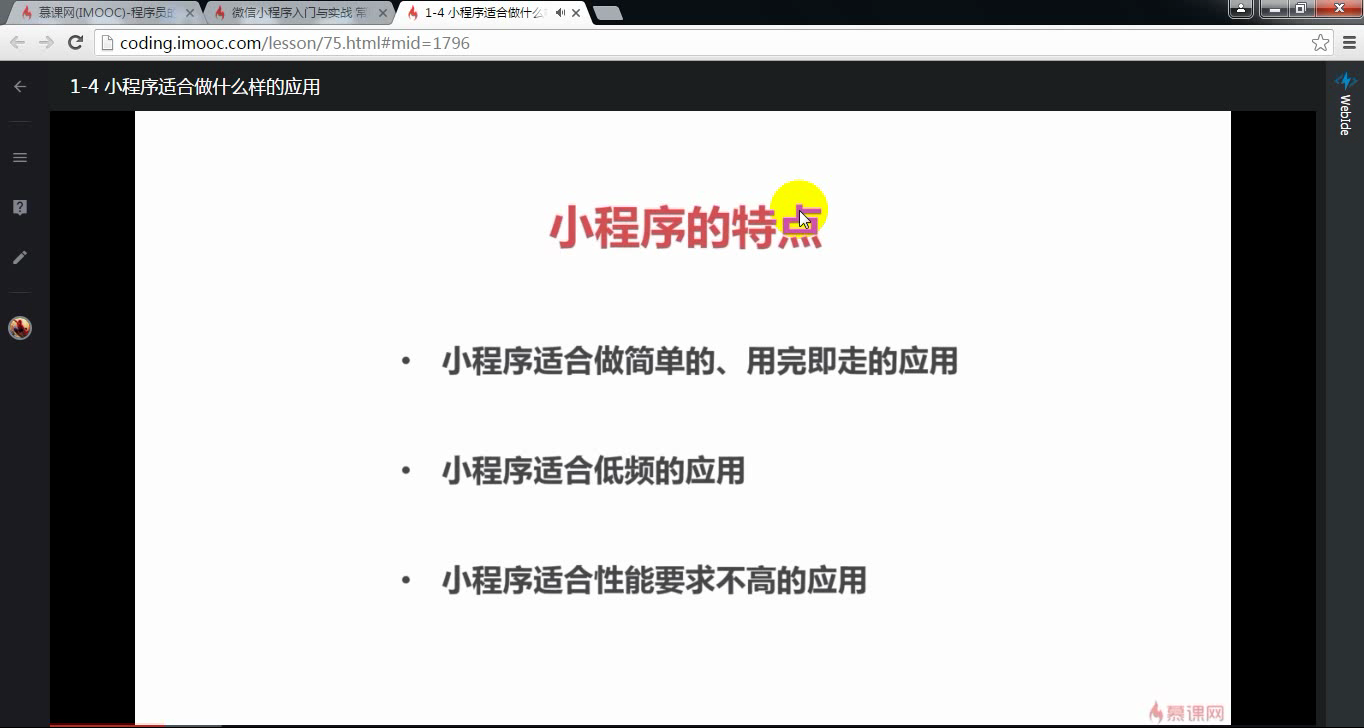 慕课网(IMOOC)-程序员的
微信小程序入门与实战 常
1-4 小程序适合做什么
coding.imooc.com/lesson/75.html#mid=1796
1-4 小程序适合做什么样的应用
WebIde
小程序的特点
• 小程序适合做简单的、用完即走的应用
• 小程序适合低频的应用
• 小程序适合性能要求不高的应用
慕课网